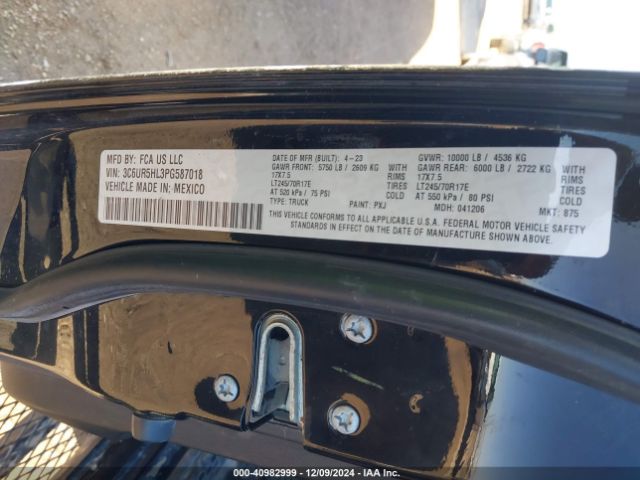 MFD BY: FCA US LLC
VIN: 3C6UR5HL3PG587018
VEHICLE MADE IN: MEXICO
DATE OF MFR (BUILT): 4-23
GVWR: 10000 LB / 4536 KG
GAWR FRONT: 5750 LB / 2609 KG
GAWR REAR: 6000 LB / 2722 KG
17X7.5 RIMS 17X7.5 RIMS
LT245/70R17E TIRES LT245/70R17E TIRES
AT 520 kPa / 75 PSI COLD AT 550 kPa / 80 PSI COLD
TYPE: TRUCK PAINT: PXJ MDH: 041206 MKT: 875
THIS VEHICLE CONFORMS TO ALL APPLICABLE U.S.A. FEDERAL MOTOR VEHICLE SAFETY
STANDARDS IN EFFECT ON THE DATE OF MANUFACTURE SHOWN ABOVE.
000-40982999 - 12/09/2024 - IAA Inc.